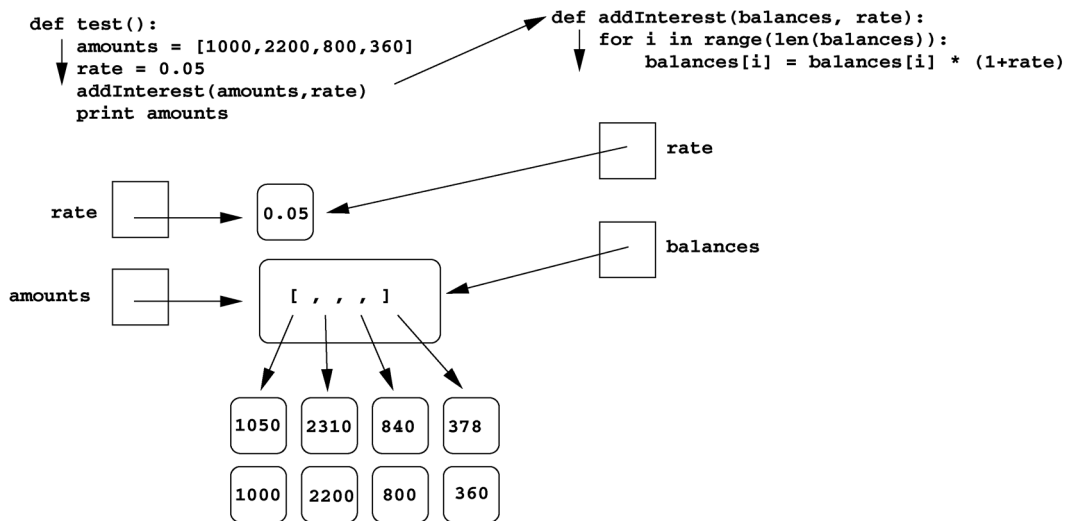 def test():
amounts = [1000,2200,800,360]
rate = 0.05
addInterest(amounts,rate)
print amounts
def addInterest(balances, rate):
for i in range(len(balances)):
balances[i] = balances[i] * (1+rate)
rate
rate
0.05
balances
amounts
[ , , , ]
1050 2310 840 378
1000 2200 800 360